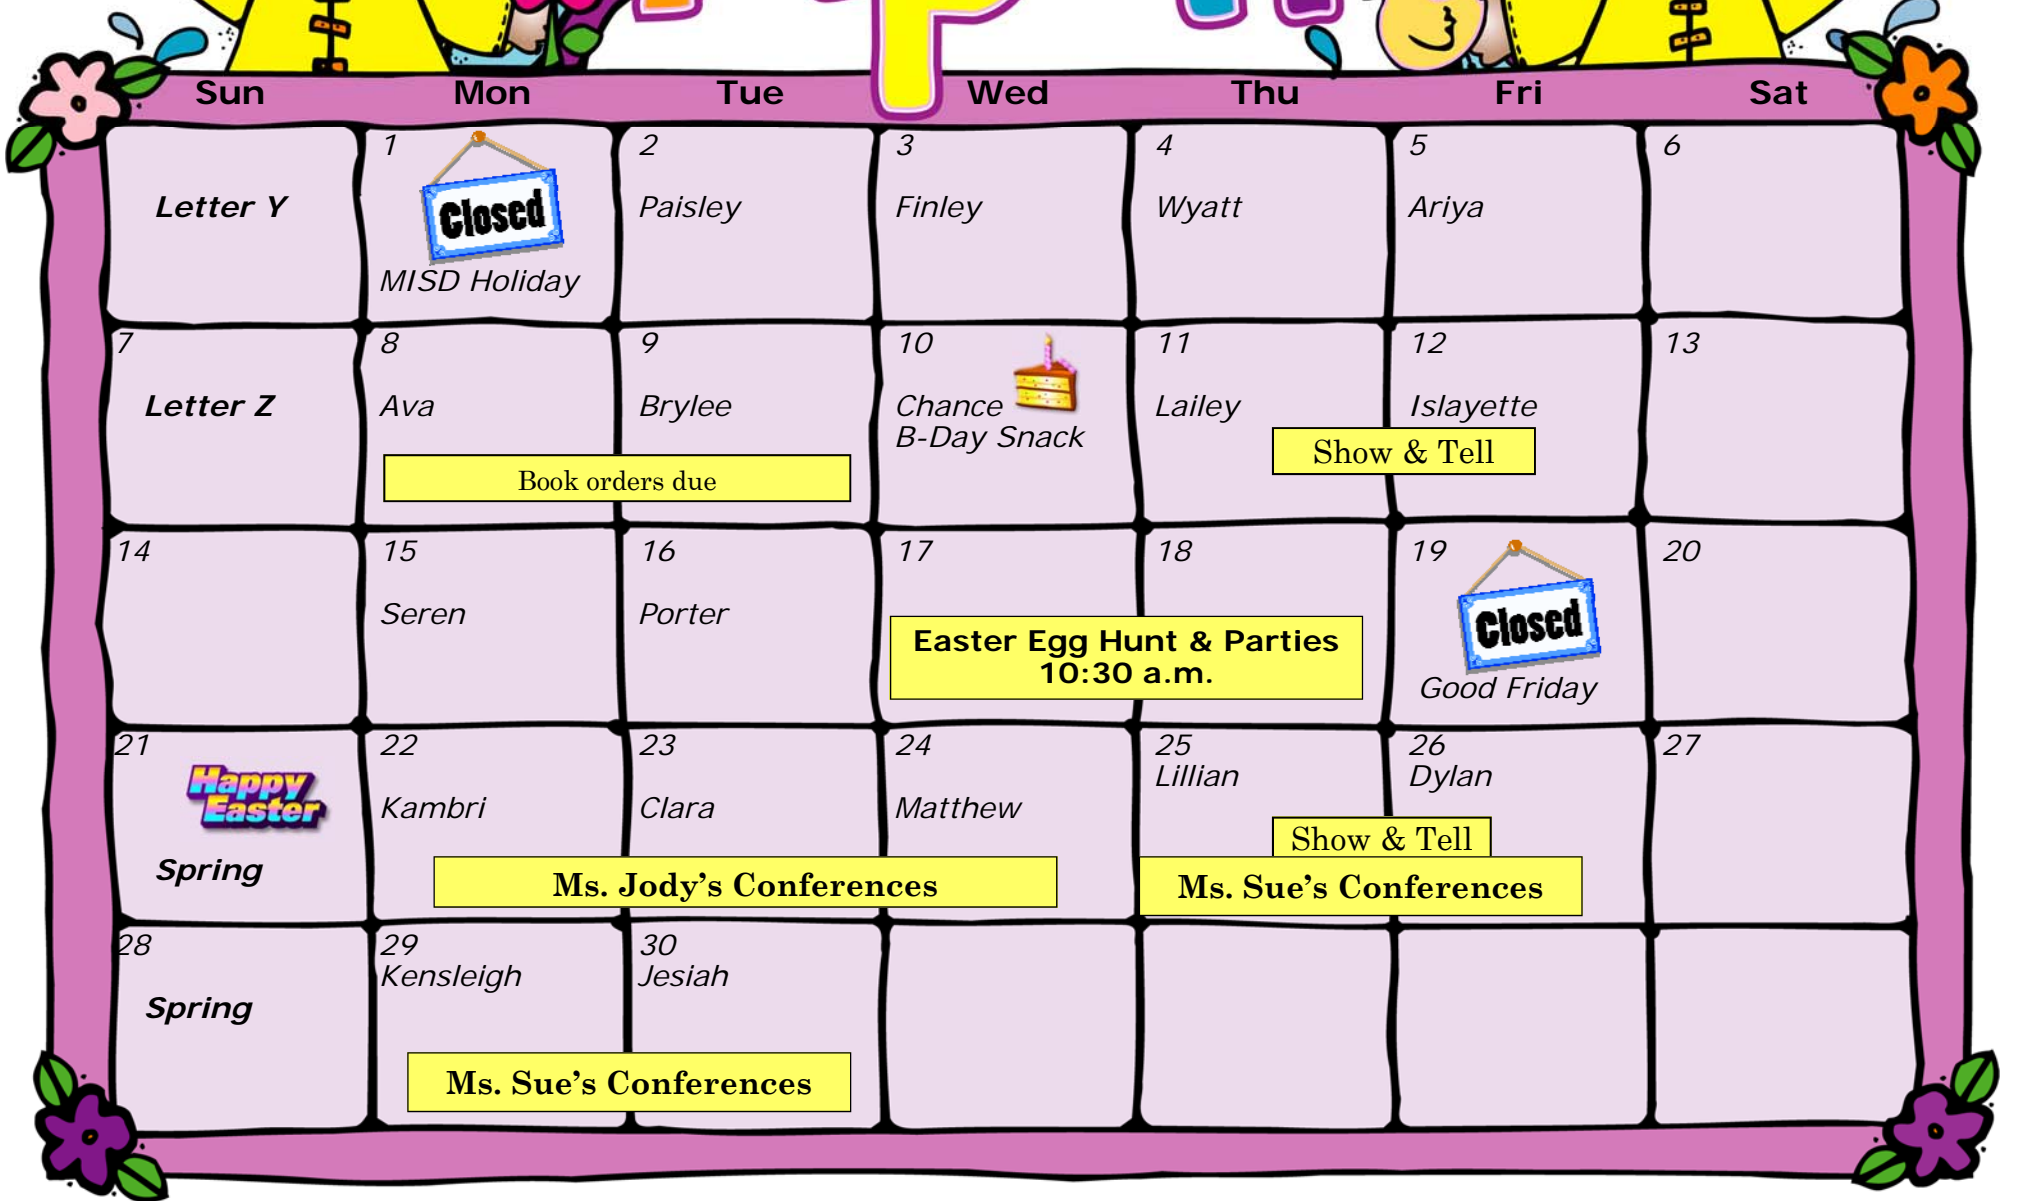 Sun Mon Tue Wed Thu Fri Sat
Letter Y
1
Closed
MISD Holiday
2
Paisley
3
Finley
4
Wyatt
5
Ariya
6
7
Letter Z
8
Ava
9
Brylee
Book orders due
10
Chance
B-Day Snack
11
Lailey
12
Islayette
Show & Tell
13
14
15
Seren
16
Porter
17
18
Easter Egg Hunt & Parties
10:30 a.m.
19
Closed
Good Friday
20
21
Happy
Easter
Spring
22
Kambri
23
Clara
24
Matthew
Ms. Jody's Conferences
25
Lillian
26
Dylan
Show & Tell
Ms. Sue's Conferences
27
28
Spring
29
Kensleigh
30
Jesiah
Ms. Sue's Conferences